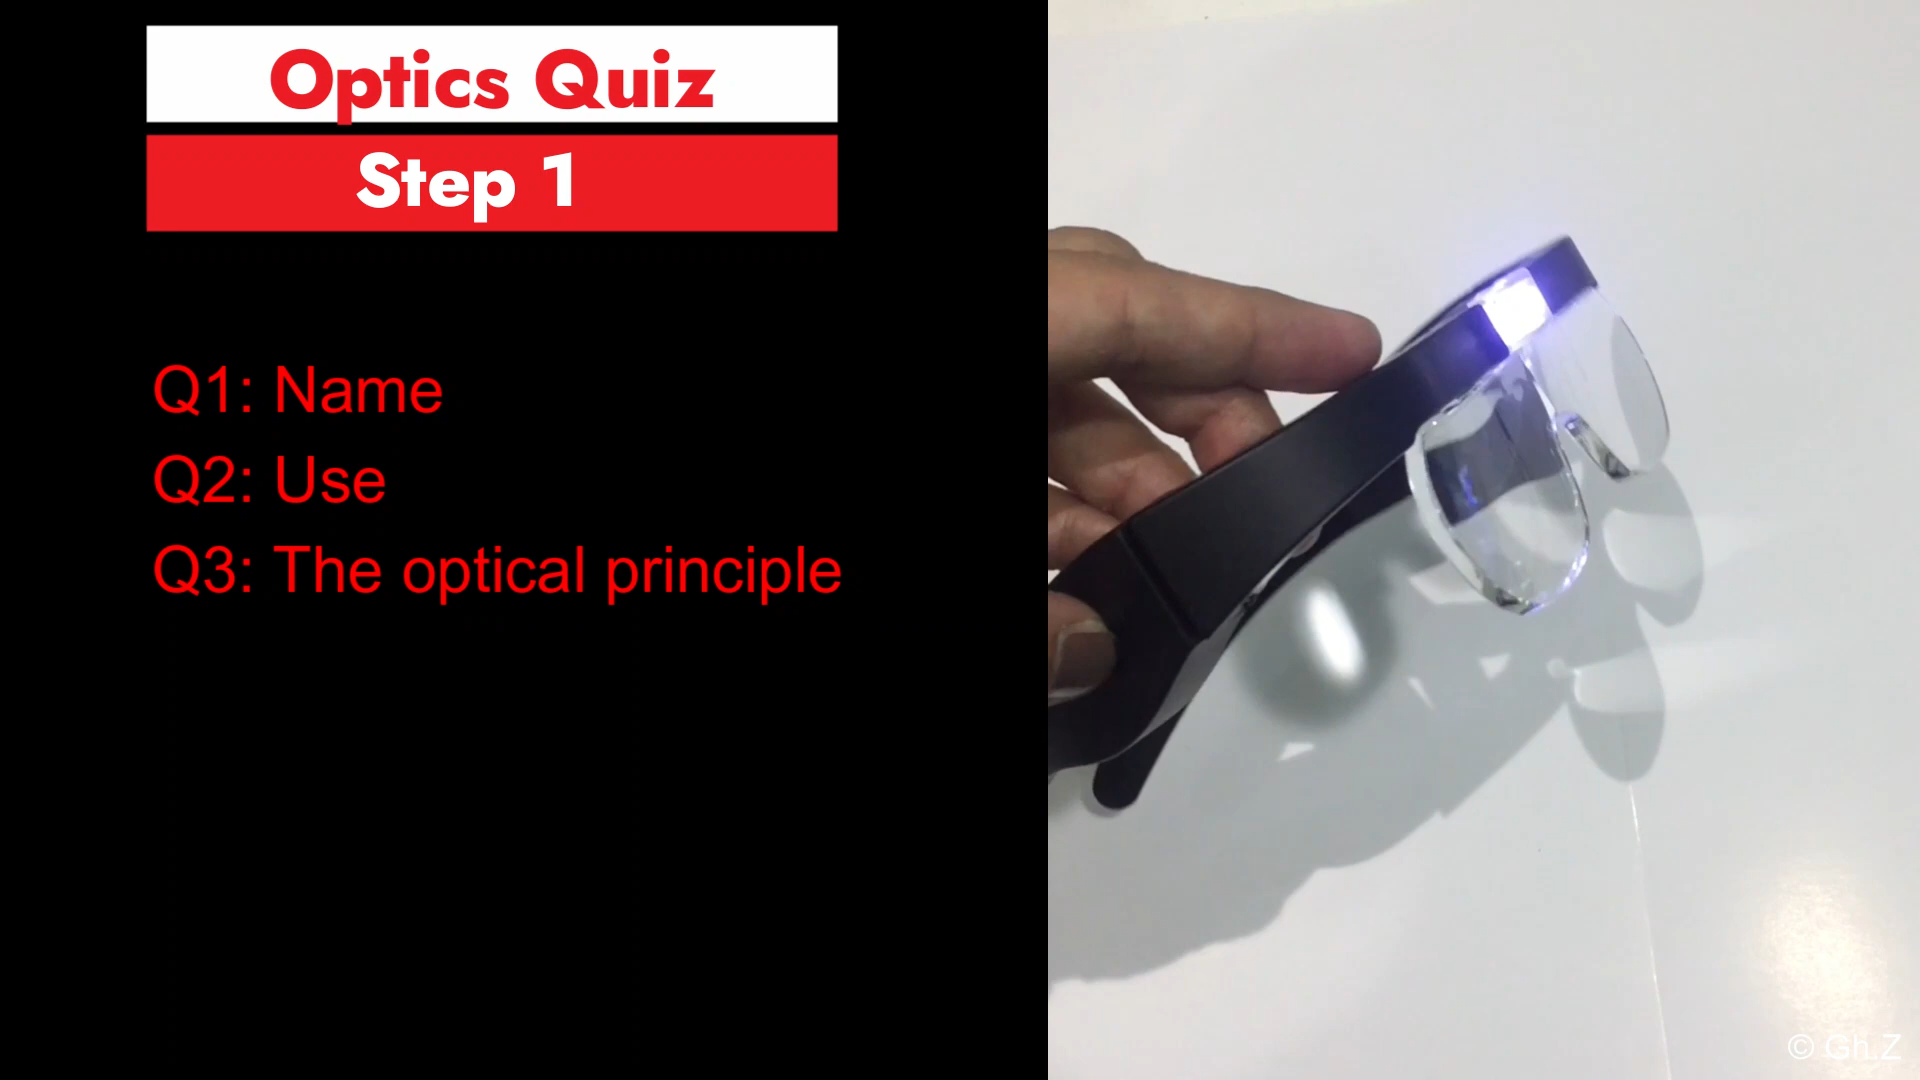 Optics Quiz
Step 1
Q1: Name
Q2: Use
Q3: The optical principle
© Gh.Z